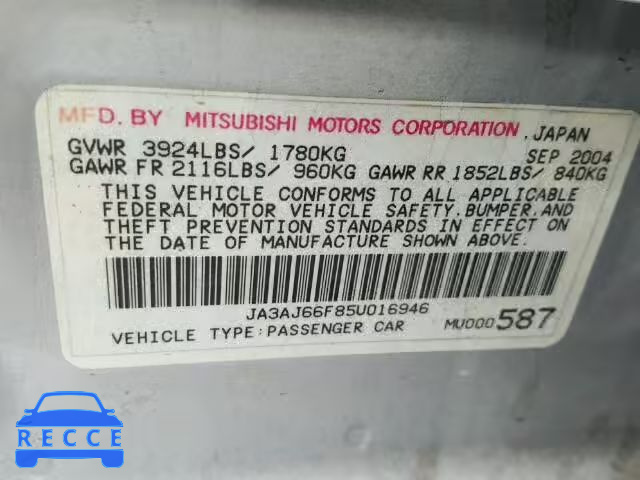 MFD. BY MITSUBISHI MOTORS CORPORATION, JAPAN
GVWR 3924LBS/ 1780KG SEP 2004
GAWR FR 2116LBS/ 960KG GAWR RR 1852LBS/ 840KG
THIS VEHICLE CONFORMS TO ALL APPLICABLE
FEDERAL MOTOR VEHICLE SAFETY, BUMPER, AND
THEFT PREVENTION STANDARDS IN EFFECT ON
THE DATE OF MANUFACTURE SHOWN ABOVE.
JA3AJ66F85U016946
VEHICLE TYPE:PASSENGER CAR MU000587
RECCE